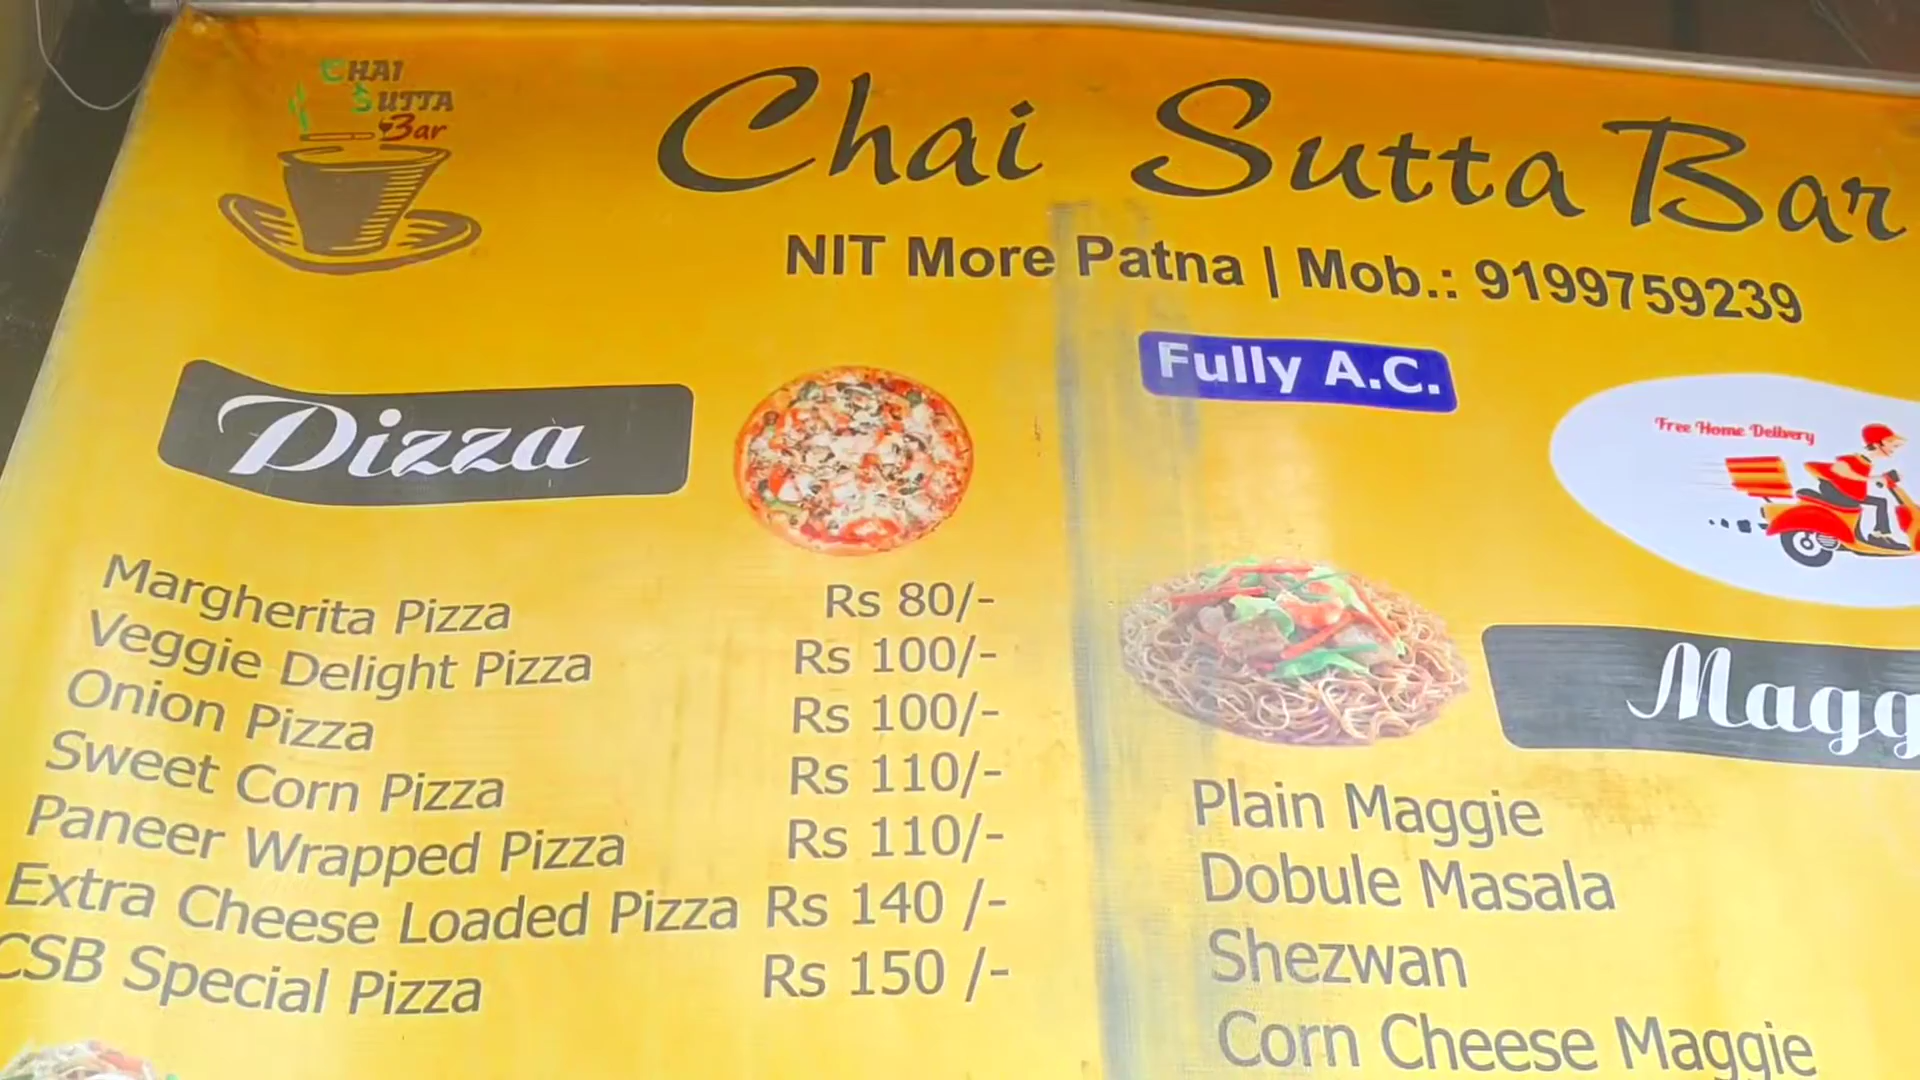 CHAI
SUTTA
Bar
Chai Sutta Bar
NIT More Patna | Mob.: 9199759239
Fully A.C.
Free Home Delivery
Pizza
Margherita Pizza Rs 80/-
Veggie Delight Pizza Rs 100/-
Onion Pizza Rs 100/-
Sweet Corn Pizza Rs 110/-
Paneer Wrapped Pizza Rs 110/-
Extra Cheese Loaded Pizza Rs 140 /-
CSB Special Pizza Rs 150 /-
Magg
Plain Maggie
Dobule Masala
Shezwan
Corn Cheese Maggie